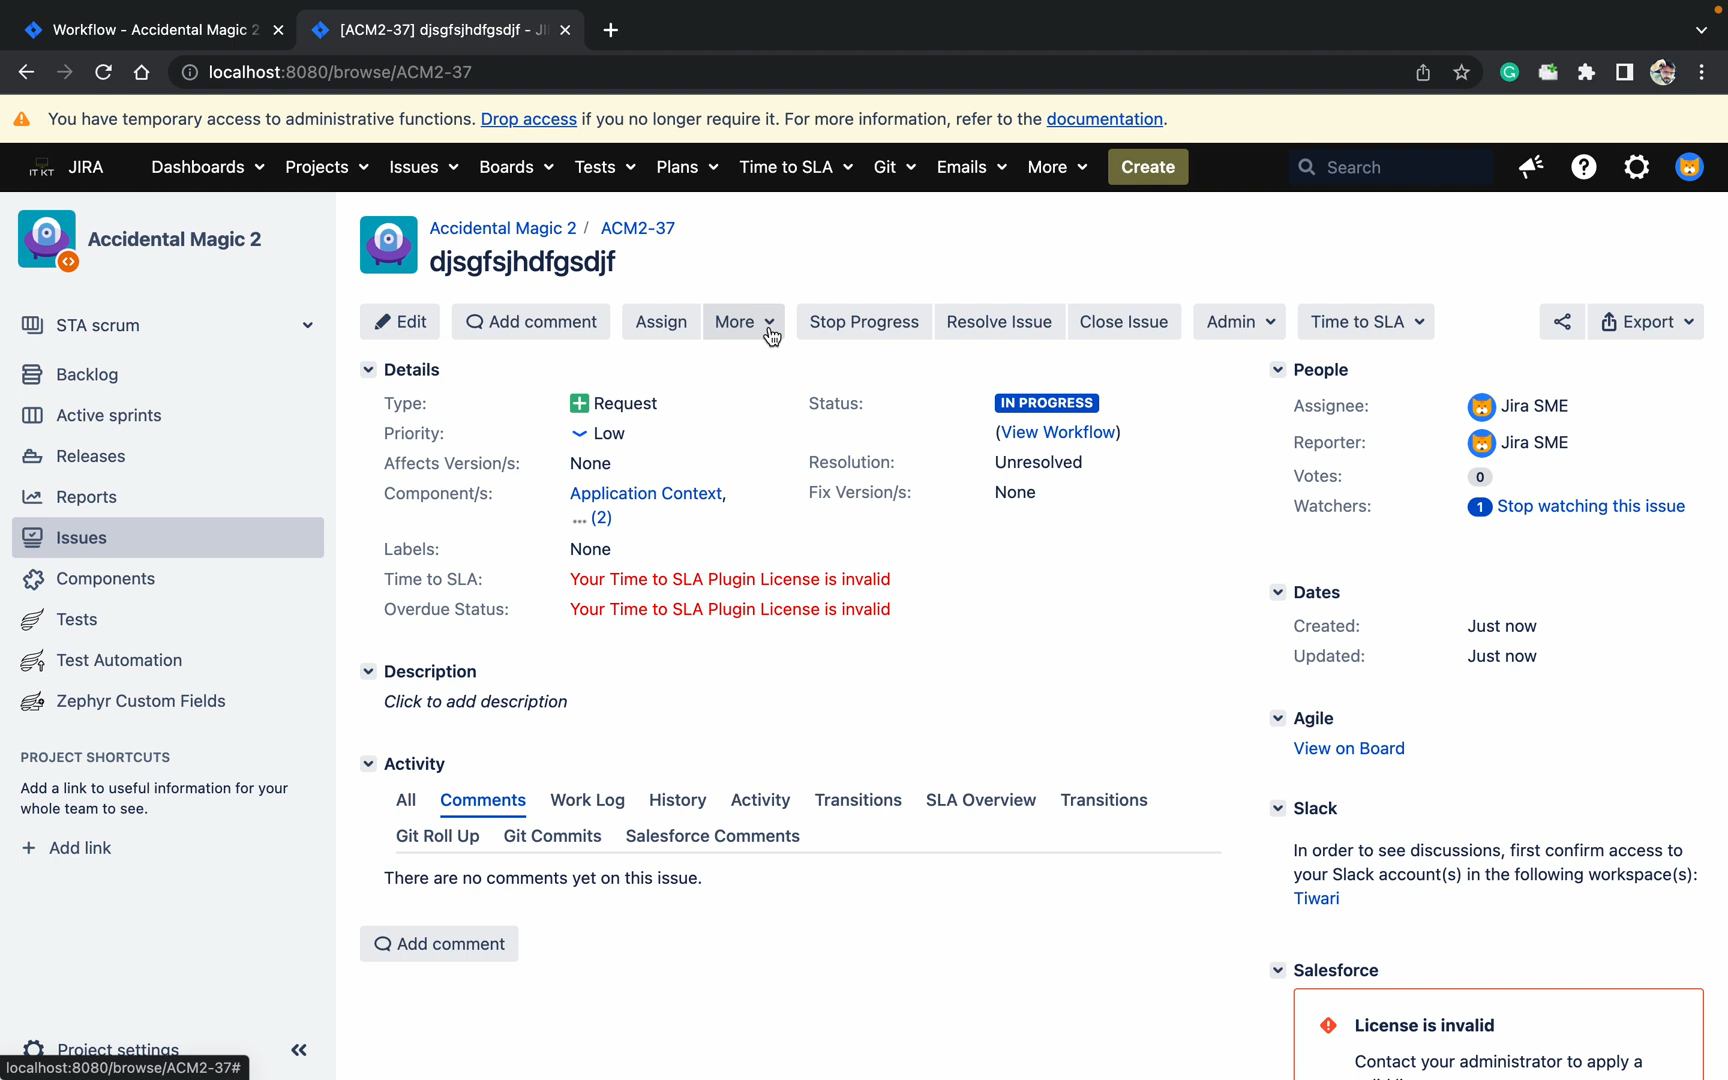 Workflow - Accidental Magic 2
[ACM2-37] djsgfsjhdfgsdjf - JI
localhost:8080/browse/ACM2-37
You have temporary access to administrative functions. Drop access if you no longer require it. For more information, refer to the documentation.
IT KT JIRA Dashboards Projects Issues Boards Tests Plans Time to SLA Git Emails More Create Search
Accidental Magic 2
STA scrum
Backlog
Active sprints
Releases
Reports
Issues
Components
Tests
Test Automation
Zephyr Custom Fields
PROJECT SHORTCUTS
Add a link to useful information for your
whole team to see.
+ Add link
Project settings
localhost:8080/browse/ACM2-37#
Accidental Magic 2 / ACM2-37
djsgfsjhdfgsdjf
Edit Add comment Assign More Stop Progress Resolve Issue Close Issue Admin Time to SLA Export
Details
Type: Request
Priority: Low
Affects Version/s: None
Component/s: Application Context,
... (2)
Labels: None
Time to SLA: Your Time to SLA Plugin License is invalid
Overdue Status: Your Time to SLA Plugin License is invalid
Status: IN PROGRESS
(View Workflow)
Resolution: Unresolved
Fix Version/s: None
Description
Click to add description
Activity
All Comments Work Log History Activity Transitions SLA Overview Transitions
Git Roll Up Git Commits Salesforce Comments
There are no comments yet on this issue.
Add comment
People
Assignee: Jira SME
Reporter: Jira SME
Votes: 0
Watchers: 1 Stop watching this issue
Dates
Created: Just now
Updated: Just now
Agile
View on Board
Slack
In order to see discussions, first confirm access to
your Slack account(s) in the following workspace(s):
Tiwari
Salesforce
License is invalid
Contact your administrator to apply a